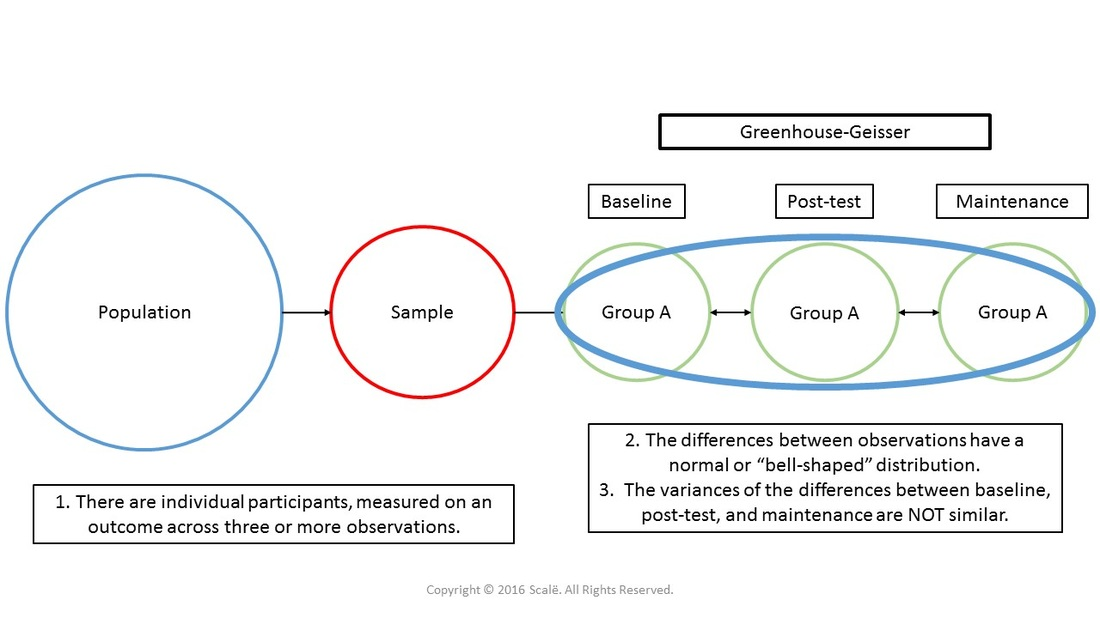 Greenhouse-Geisser
Baseline
Post-test
Maintenance
Population
Sample
Group A
Group A
Group A
1. There are individual participants, measured on an
outcome across three or more observations.
2. The differences between observations have a
normal or “bell-shaped” distribution.
3. The variances of the differences between baseline,
post-test, and maintenance are NOT similar.
Copyright © 2016 Scalë. All Rights Reserved.